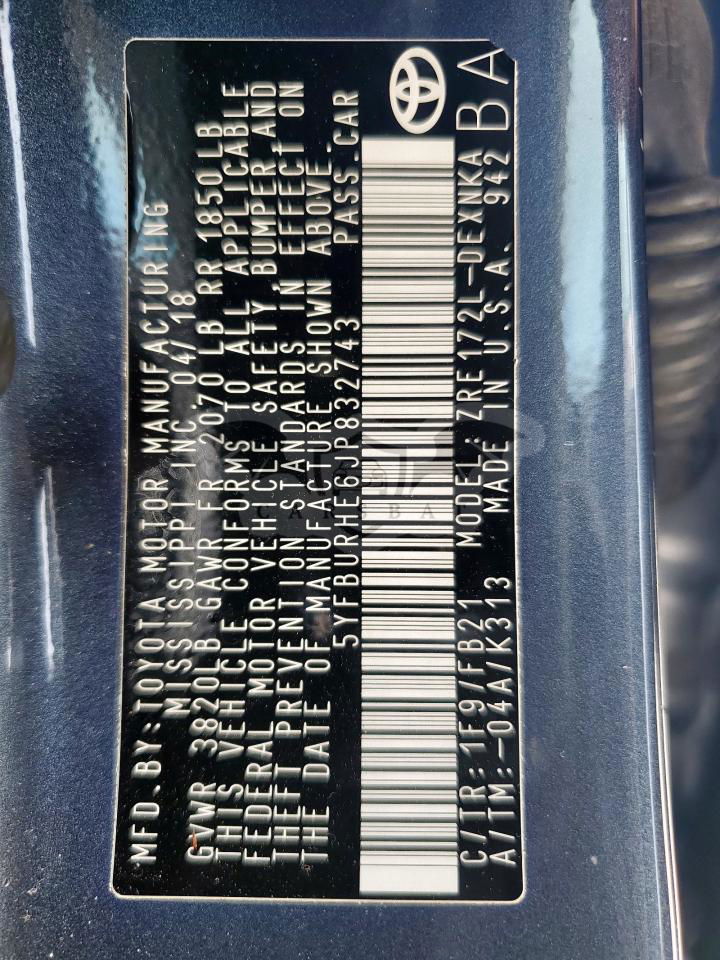 MFD.BY:TOYOTA MOTOR MANUFACTURING
MISSISSIPPI INC. 04/18
GVWR 3820LB GAWR FR 2070 LB RR 1850LB
THIS VEHICLE CONFORMS TO ALL APPLICABLE
FEDERAL MOTOR VEHICLE SAFETY, BUMPER,AND
THEFT PREVENTION STANDARDS IN EFFECT ON
THE DATE OF MANUFACTURE SHOWN ABOVE.
5YFBURHE6JP832743 PASS.CAR
C/TR:1F9/FB21 MODEL:ZRE172L-DEXNKA
A/TM:-04A/K313 MADE IN U.S.A. 942 BA